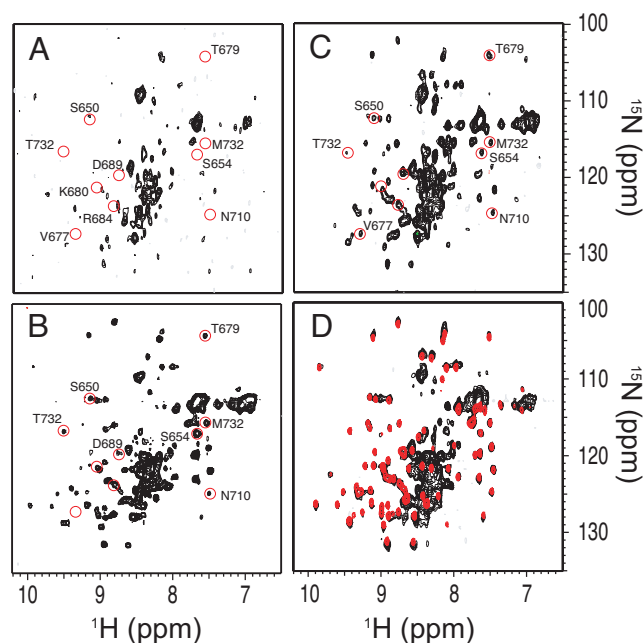 A
T679
S650
T732
M732
D689
S654
K680
R684
N710
V677
C
T679
S650
T732
M732
S654
N710
V677
100
110
120
130
15N (ppm)
B
T679
S650
T732
M732
D689
S654
N710
D
100
110
120
130
15N (ppm)
10 9 8 7
1H (ppm)
10 9 8 7
1H (ppm)